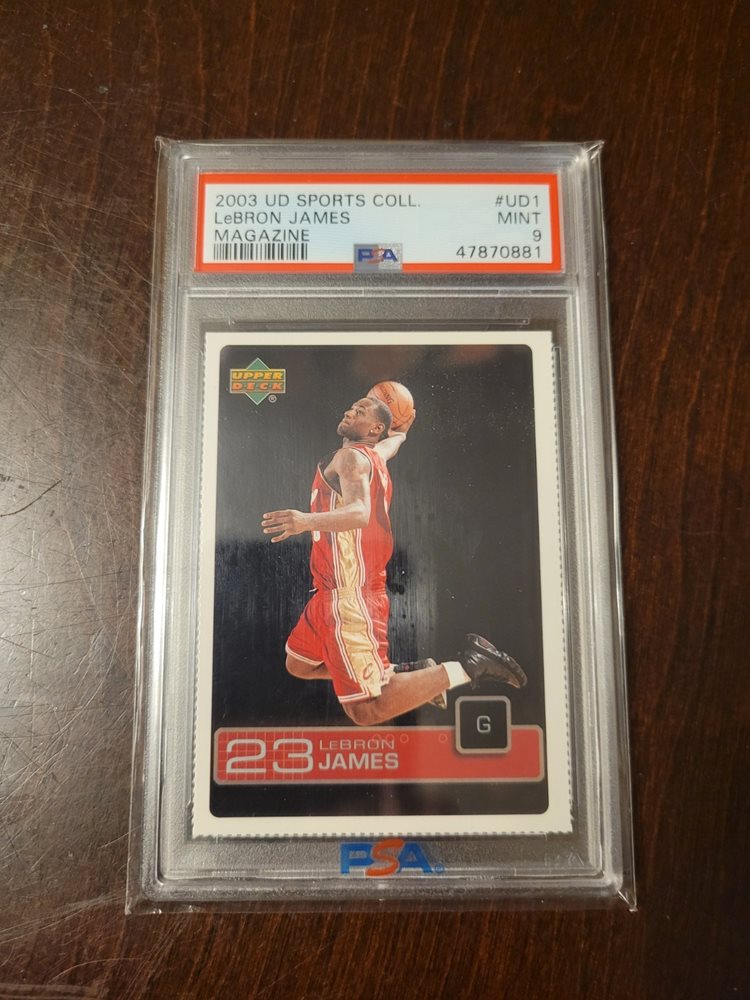 2003 UD SPORTS COLL. #UD1
LeBRON JAMES MINT
MAGAZINE 9
PSA 47870881
UPPER
DECK
®
G
23 LEBRON
JAMES
PSA